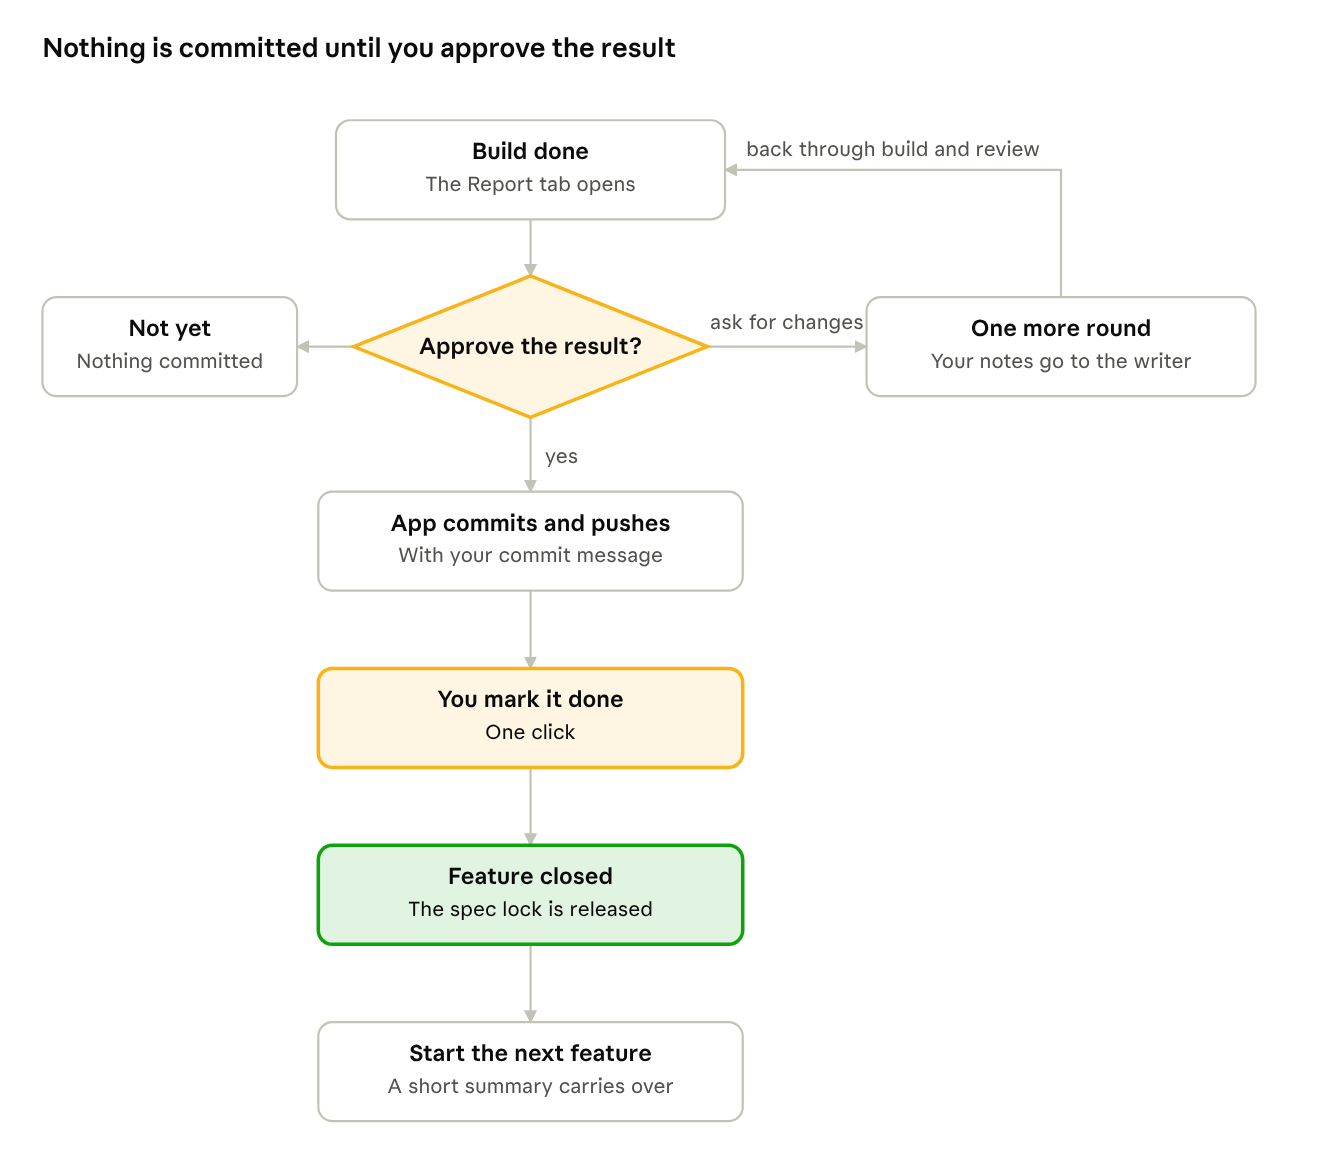 Nothing is committed until you approve the result
Build done
The Report tab opens
back through build and review
Not yet
Nothing committed
Approve the result?
ask for changes
One more round
Your notes go to the writer
yes
App commits and pushes
With your commit message
You mark it done
One click
Feature closed
The spec lock is released
Start the next feature
A short summary carries over